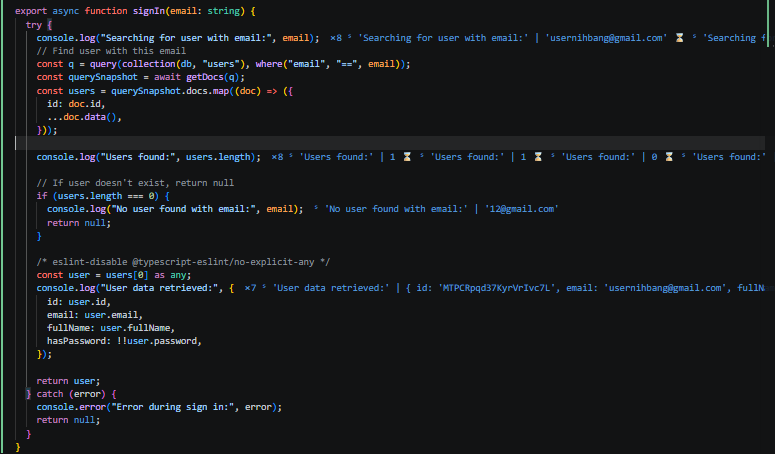 export async function signIn(email: string) {
try {
console.log("Searching for user with email:", email);  ×8 ˢ 'Searching for user with email:' | 'usernihbang@gmail.com' ⌛ ˢ 'Searching f
// Find user with this email
const q = query(collection(db, "users"), where("email", "==", email));
const querySnapshot = await getDocs(q);
const users = querySnapshot.docs.map((doc) => ({
id: doc.id,
...doc.data(),
}));
console.log("Users found:", users.length);  ×8 ˢ 'Users found:' | 1 ⌛ ˢ 'Users found:' | 1 ⌛ ˢ 'Users found:' | 0 ⌛ ˢ 'Users found:'
// If user doesn't exist, return null
if (users.length === 0) {
console.log("No user found with email:", email);  ˢ 'No user found with email:' | '12@gmail.com'
return null;
}
/* eslint-disable @typescript-eslint/no-explicit-any */
const user = users[0] as any;
console.log("User data retrieved:", {  ×7 ˢ 'User data retrieved:' | { id: 'MTPCRpqd37KyrVrIvc7L', email: 'usernihbang@gmail.com', fullNa
id: user.id,
email: user.email,
fullName: user.fullName,
hasPassword: !!user.password,
});
return user;
} catch (error) {
console.error("Error during sign in:", error);
return null;
}
}